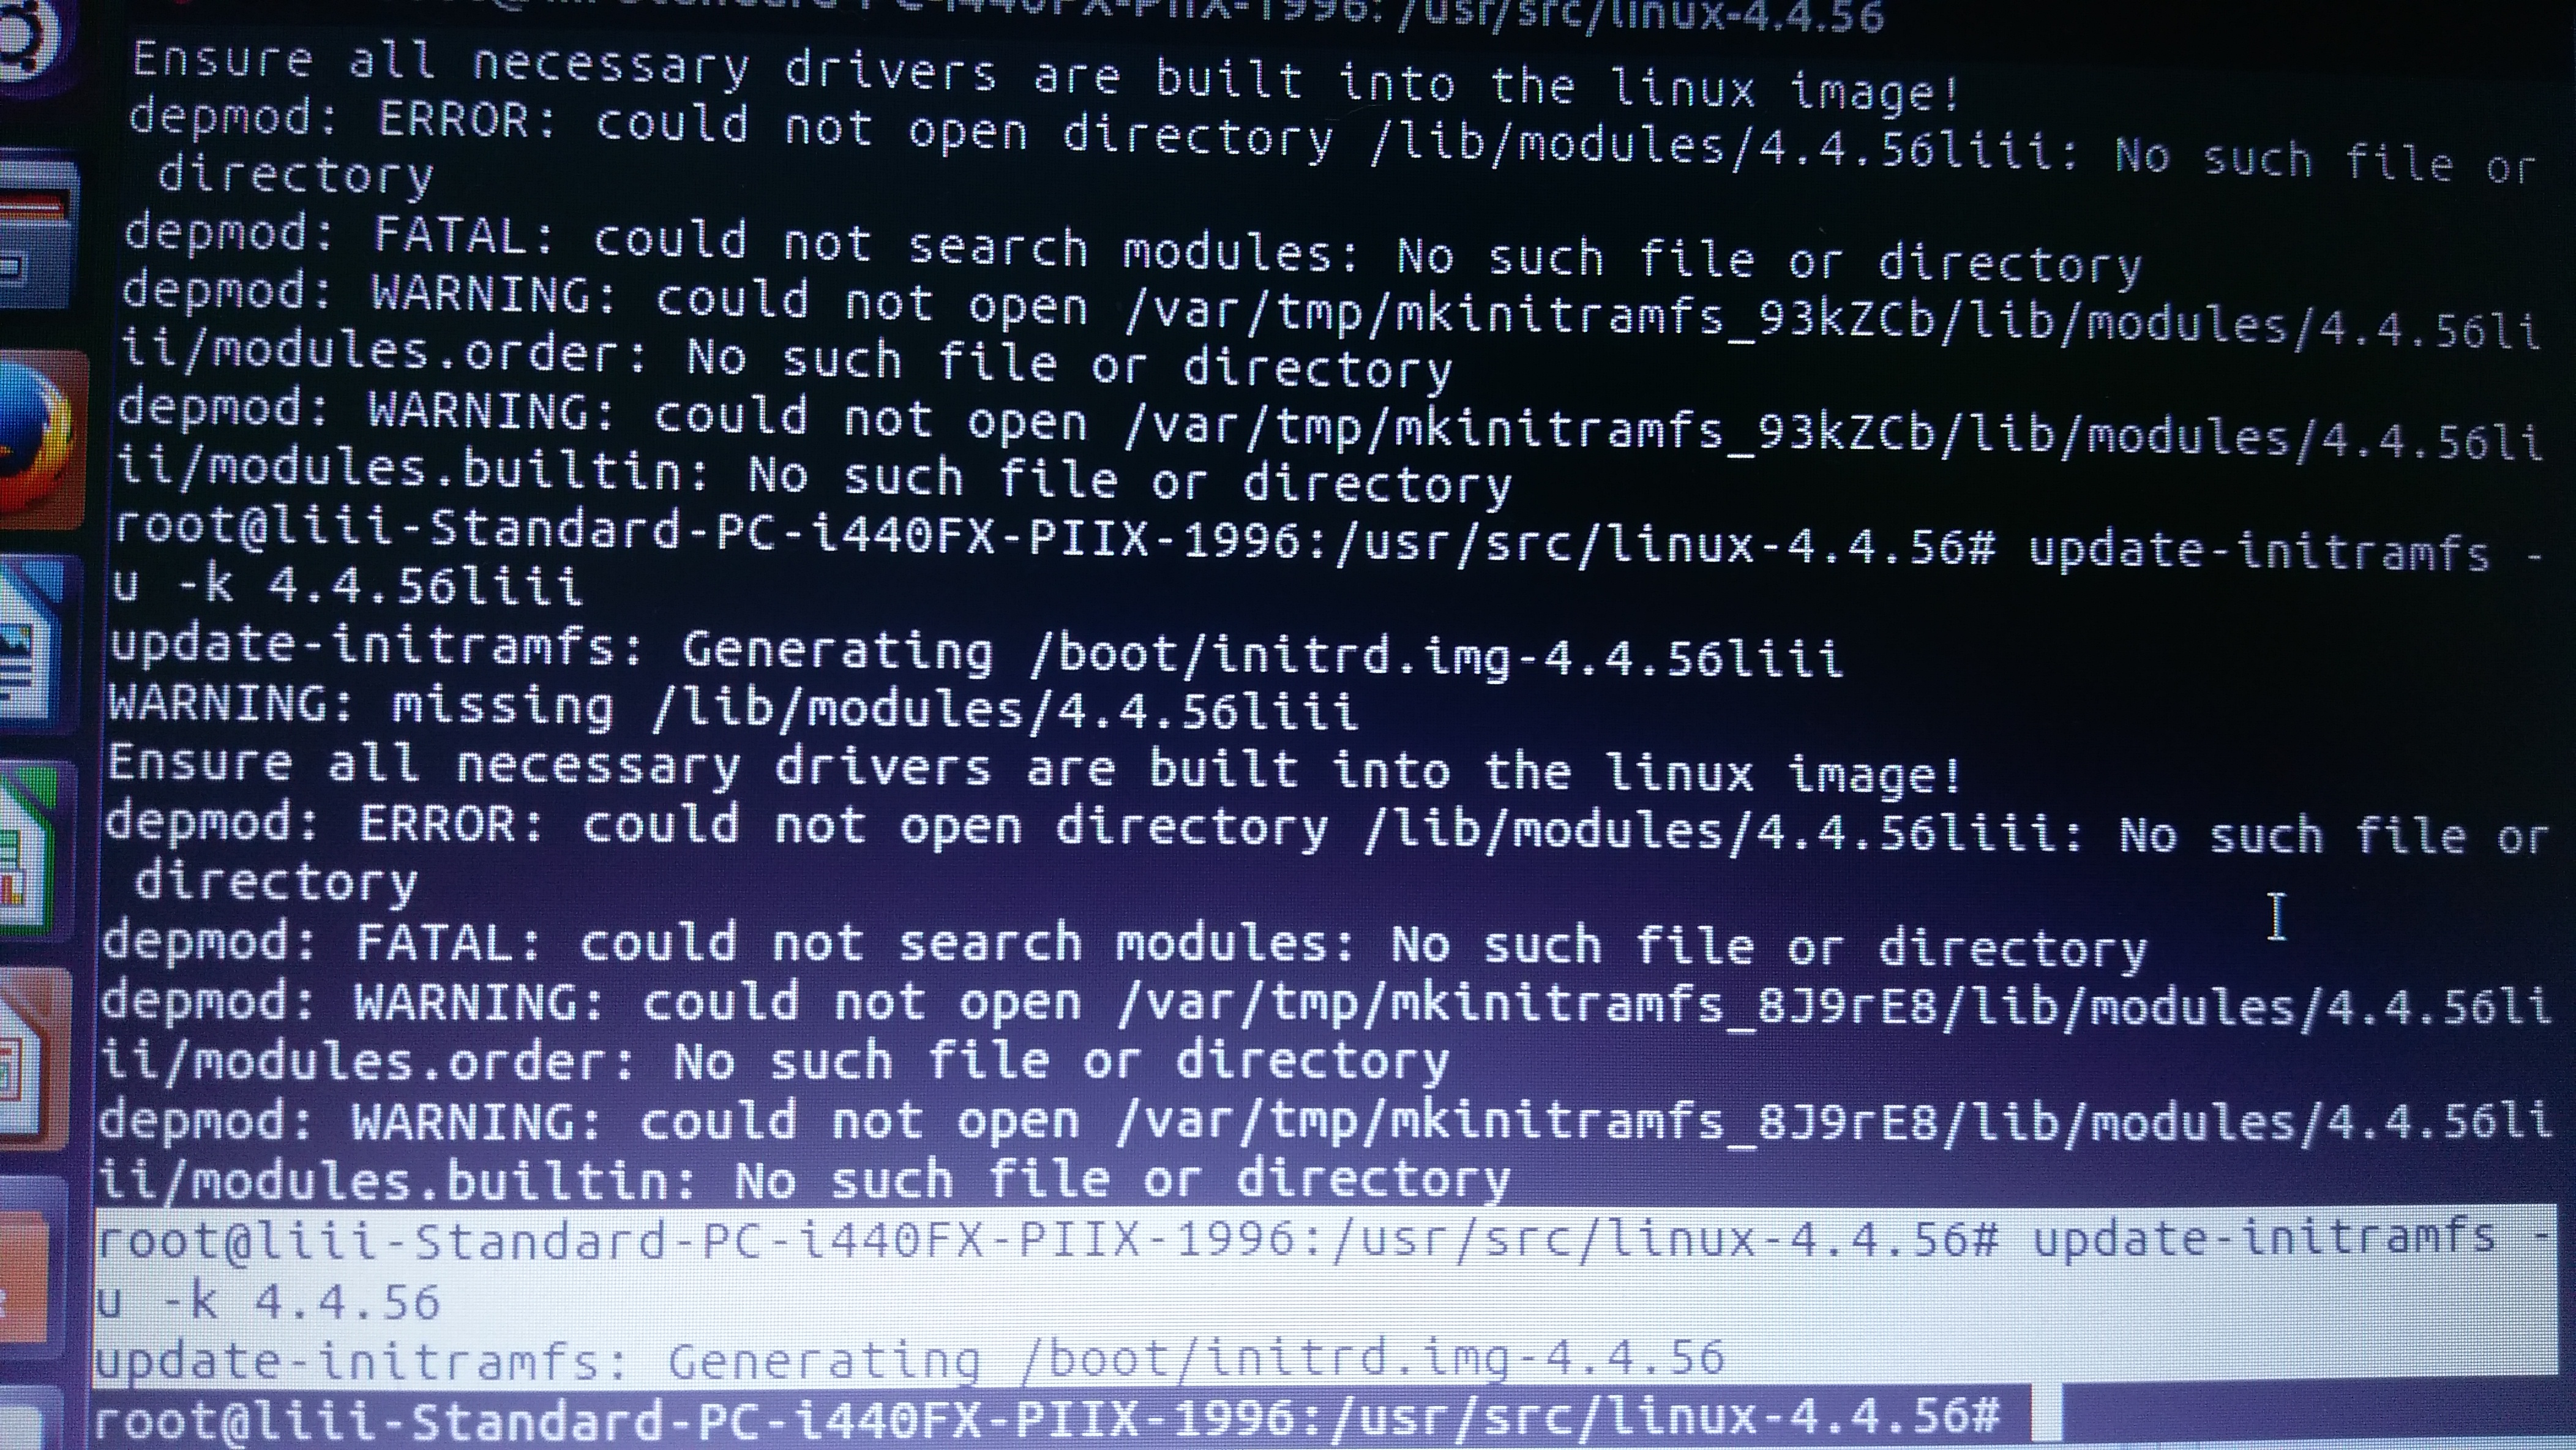 -Standard-PC-i440FX-PIIX-1996:/usr/src/linux-4.4.56
Ensure all necessary drivers are built into the linux image!
depmod: ERROR: could not open directory /lib/modules/4.4.56liii: No such file or
 directory
depmod: FATAL: could not search modules: No such file or directory
depmod: WARNING: could not open /var/tmp/mkinitramfs_93kZCb/lib/modules/4.4.56li
ii/modules.order: No such file or directory
depmod: WARNING: could not open /var/tmp/mkinitramfs_93kZCb/lib/modules/4.4.56li
ii/modules.builtin: No such file or directory
root@liii-Standard-PC-i440FX-PIIX-1996:/usr/src/linux-4.4.56# update-initramfs -
u -k 4.4.56liii
update-initramfs: Generating /boot/initrd.img-4.4.56liii
WARNING: missing /lib/modules/4.4.56liii
Ensure all necessary drivers are built into the linux image!
depmod: ERROR: could not open directory /lib/modules/4.4.56liii: No such file or
 directory
depmod: FATAL: could not search modules: No such file or directory
depmod: WARNING: could not open /var/tmp/mkinitramfs_8J9rE8/lib/modules/4.4.56li
ii/modules.order: No such file or directory
depmod: WARNING: could not open /var/tmp/mkinitramfs_8J9rE8/lib/modules/4.4.56li
ii/modules.builtin: No such file or directory
root@liii-Standard-PC-i440FX-PIIX-1996:/usr/src/linux-4.4.56# update-initramfs -
u -k 4.4.56
update-initramfs: Generating /boot/initrd.img-4.4.56
root@liii-Standard-PC-i440FX-PIIX-1996:/usr/src/linux-4.4.56#